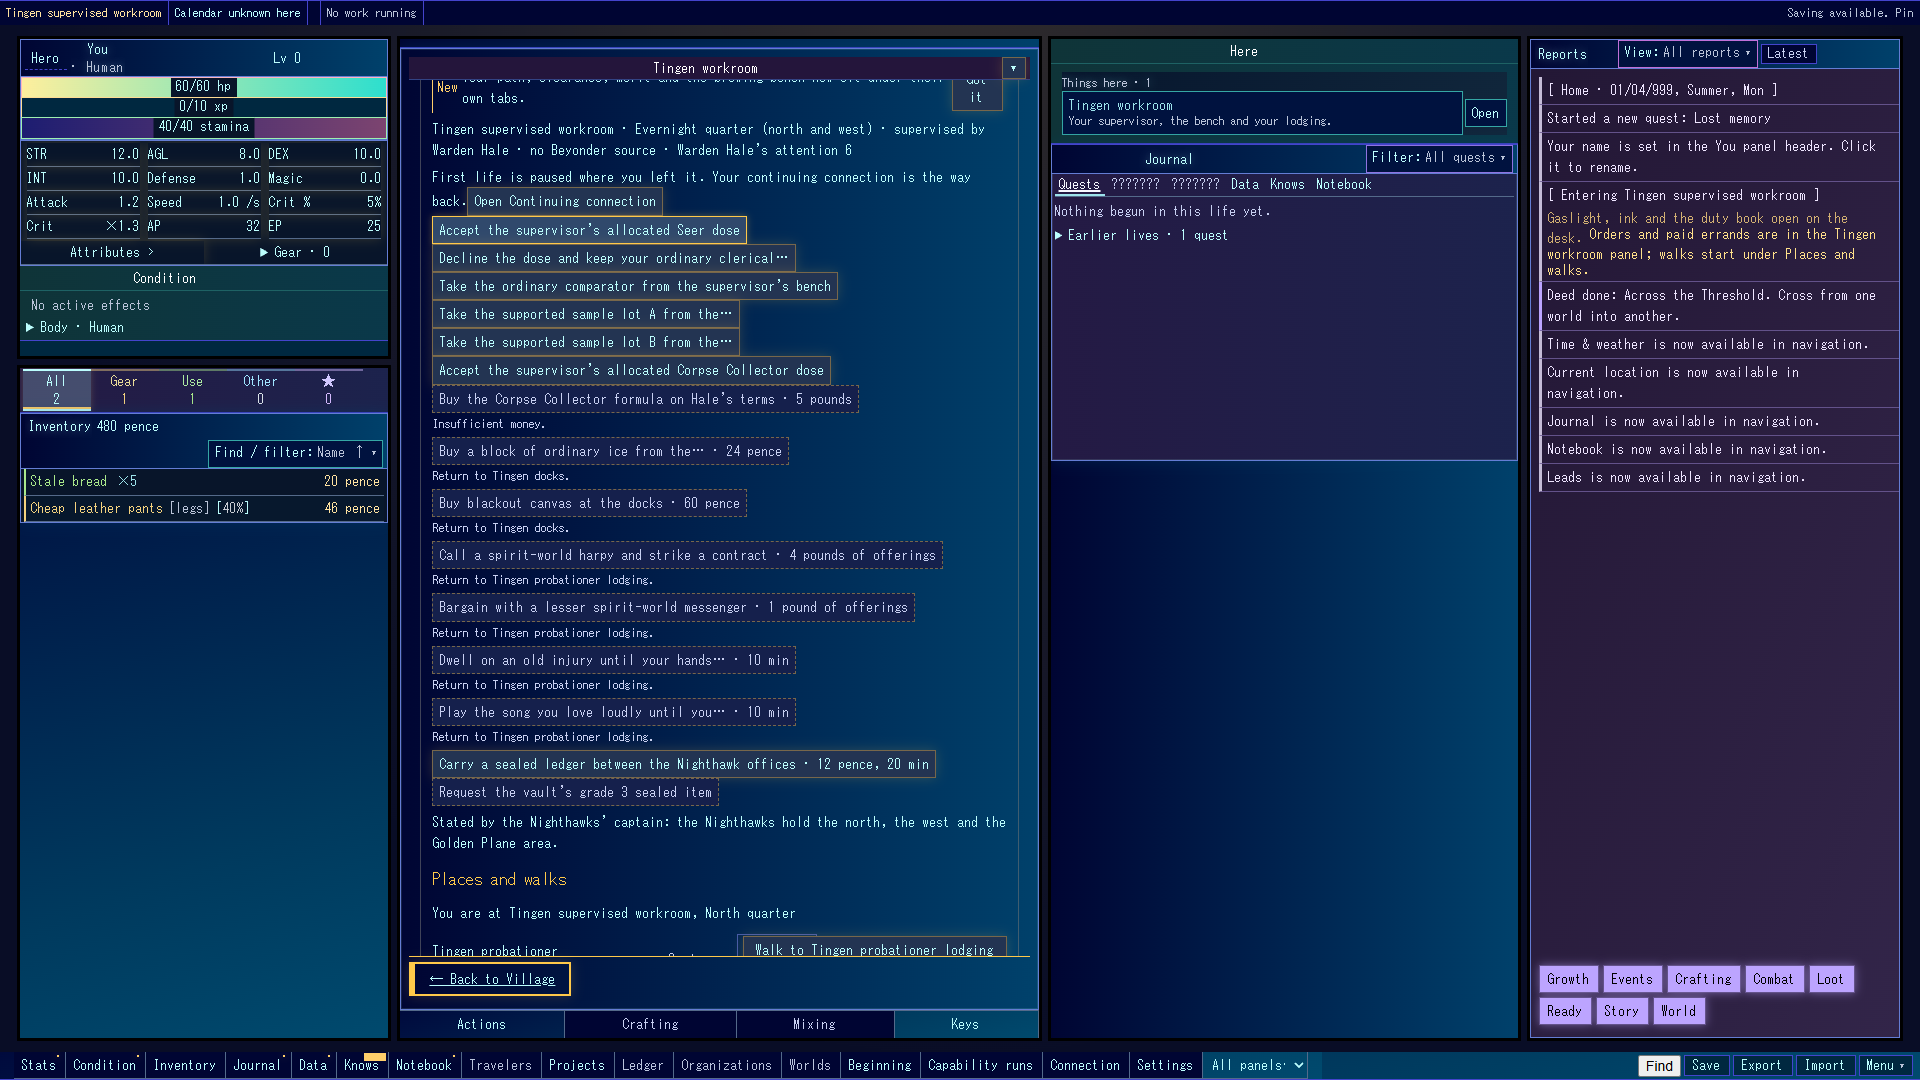 Tingen supervised workroom
Calendar unknown here
No work running
Saving available. Pin
Hero
You
Human
Lv 0
60/60 hp
0/10 xp
40/40 stamina
STR 12.0 AGL 8.0 DEX 10.0
INT 10.0 Defense 1.0 Magic 0.0
Attack 1.2 Speed 1.0 /s Crit % 5%
Crit ×1.3 AP 32 EP 25
Attributes >
▶ Gear · 0
Condition
No active effects
▶ Body · Human
All
2
Gear
1
Use
1
Other
0
★
0
Inventory 480 pence
Find / filter: Name ↑ ▾
Stale bread ×5 20 pence
Cheap leather pants [legs] [40%] 46 pence
Tingen workroom
▼
New
own tabs.
it
Tingen supervised workroom · Evernight quarter (north and west) · supervised by
Warden Hale · no Beyonder source · Warden Hale's attention 6
First life is paused where you left it. Your continuing connection is the way
back. Open Continuing connection
Accept the supervisor's allocated Seer dose
Decline the dose and keep your ordinary clerical…
Take the ordinary comparator from the supervisor's bench
Take the supported sample lot A from the…
Take the supported sample lot B from the…
Accept the supervisor's allocated Corpse Collector dose
Buy the Corpse Collector formula on Hale's terms · 5 pounds
Insufficient money.
Buy a block of ordinary ice from the… · 24 pence
Return to Tingen docks.
Buy blackout canvas at the docks · 60 pence
Return to Tingen docks.
Call a spirit-world harpy and strike a contract · 4 pounds of offerings
Return to Tingen probationer lodging.
Bargain with a lesser spirit-world messenger · 1 pound of offerings
Return to Tingen probationer lodging.
Dwell on an old injury until your hands… · 10 min
Return to Tingen probationer lodging.
Play the song you love loudly until you… · 10 min
Return to Tingen probationer lodging.
Carry a sealed ledger between the Nighthawk offices · 12 pence, 20 min
Request the vault's grade 3 sealed item
Stated by the Nighthawks' captain: the Nighthawks hold the north, the west and the
Golden Plane area.
Places and walks
You are at Tingen supervised workroom, North quarter
Tingen probationer
Walk to Tingen probationer lodging
← Back to Village
Actions
Crafting
Mixing
Keys
Here
Things here · 1
Tingen workroom
Your supervisor, the bench and your lodging.
Open
Journal
Filter: All quests ▾
Quests ??????? ??????? Data Knows Notebook
Nothing begun in this life yet.
▶ Earlier lives · 1 quest
Reports
View: All reports ▾
Latest
[ Home · 01/04/999, Summer, Mon ]
Started a new quest: Lost memory
Your name is set in the You panel header. Click
it to rename.
[ Entering Tingen supervised workroom ]
Gaslight, ink and the duty book open on the
desk. Orders and paid errands are in the Tingen
workroom panel; walks start under Places and
walks.
Deed done: Across the Threshold. Cross from one
world into another.
Time & weather is now available in navigation.
Current location is now available in
navigation.
Journal is now available in navigation.
Notebook is now available in navigation.
Leads is now available in navigation.
Growth
Events
Crafting
Combat
Loot
Ready
Story
World
Stats
Condition
Inventory
Journal
Data
Knows
Notebook
Travelers
Projects
Ledger
Organizations
Worlds
Beginning
Capability runs
Connection
Settings
All panels
Find
Save
Export
Import
Menu ▾